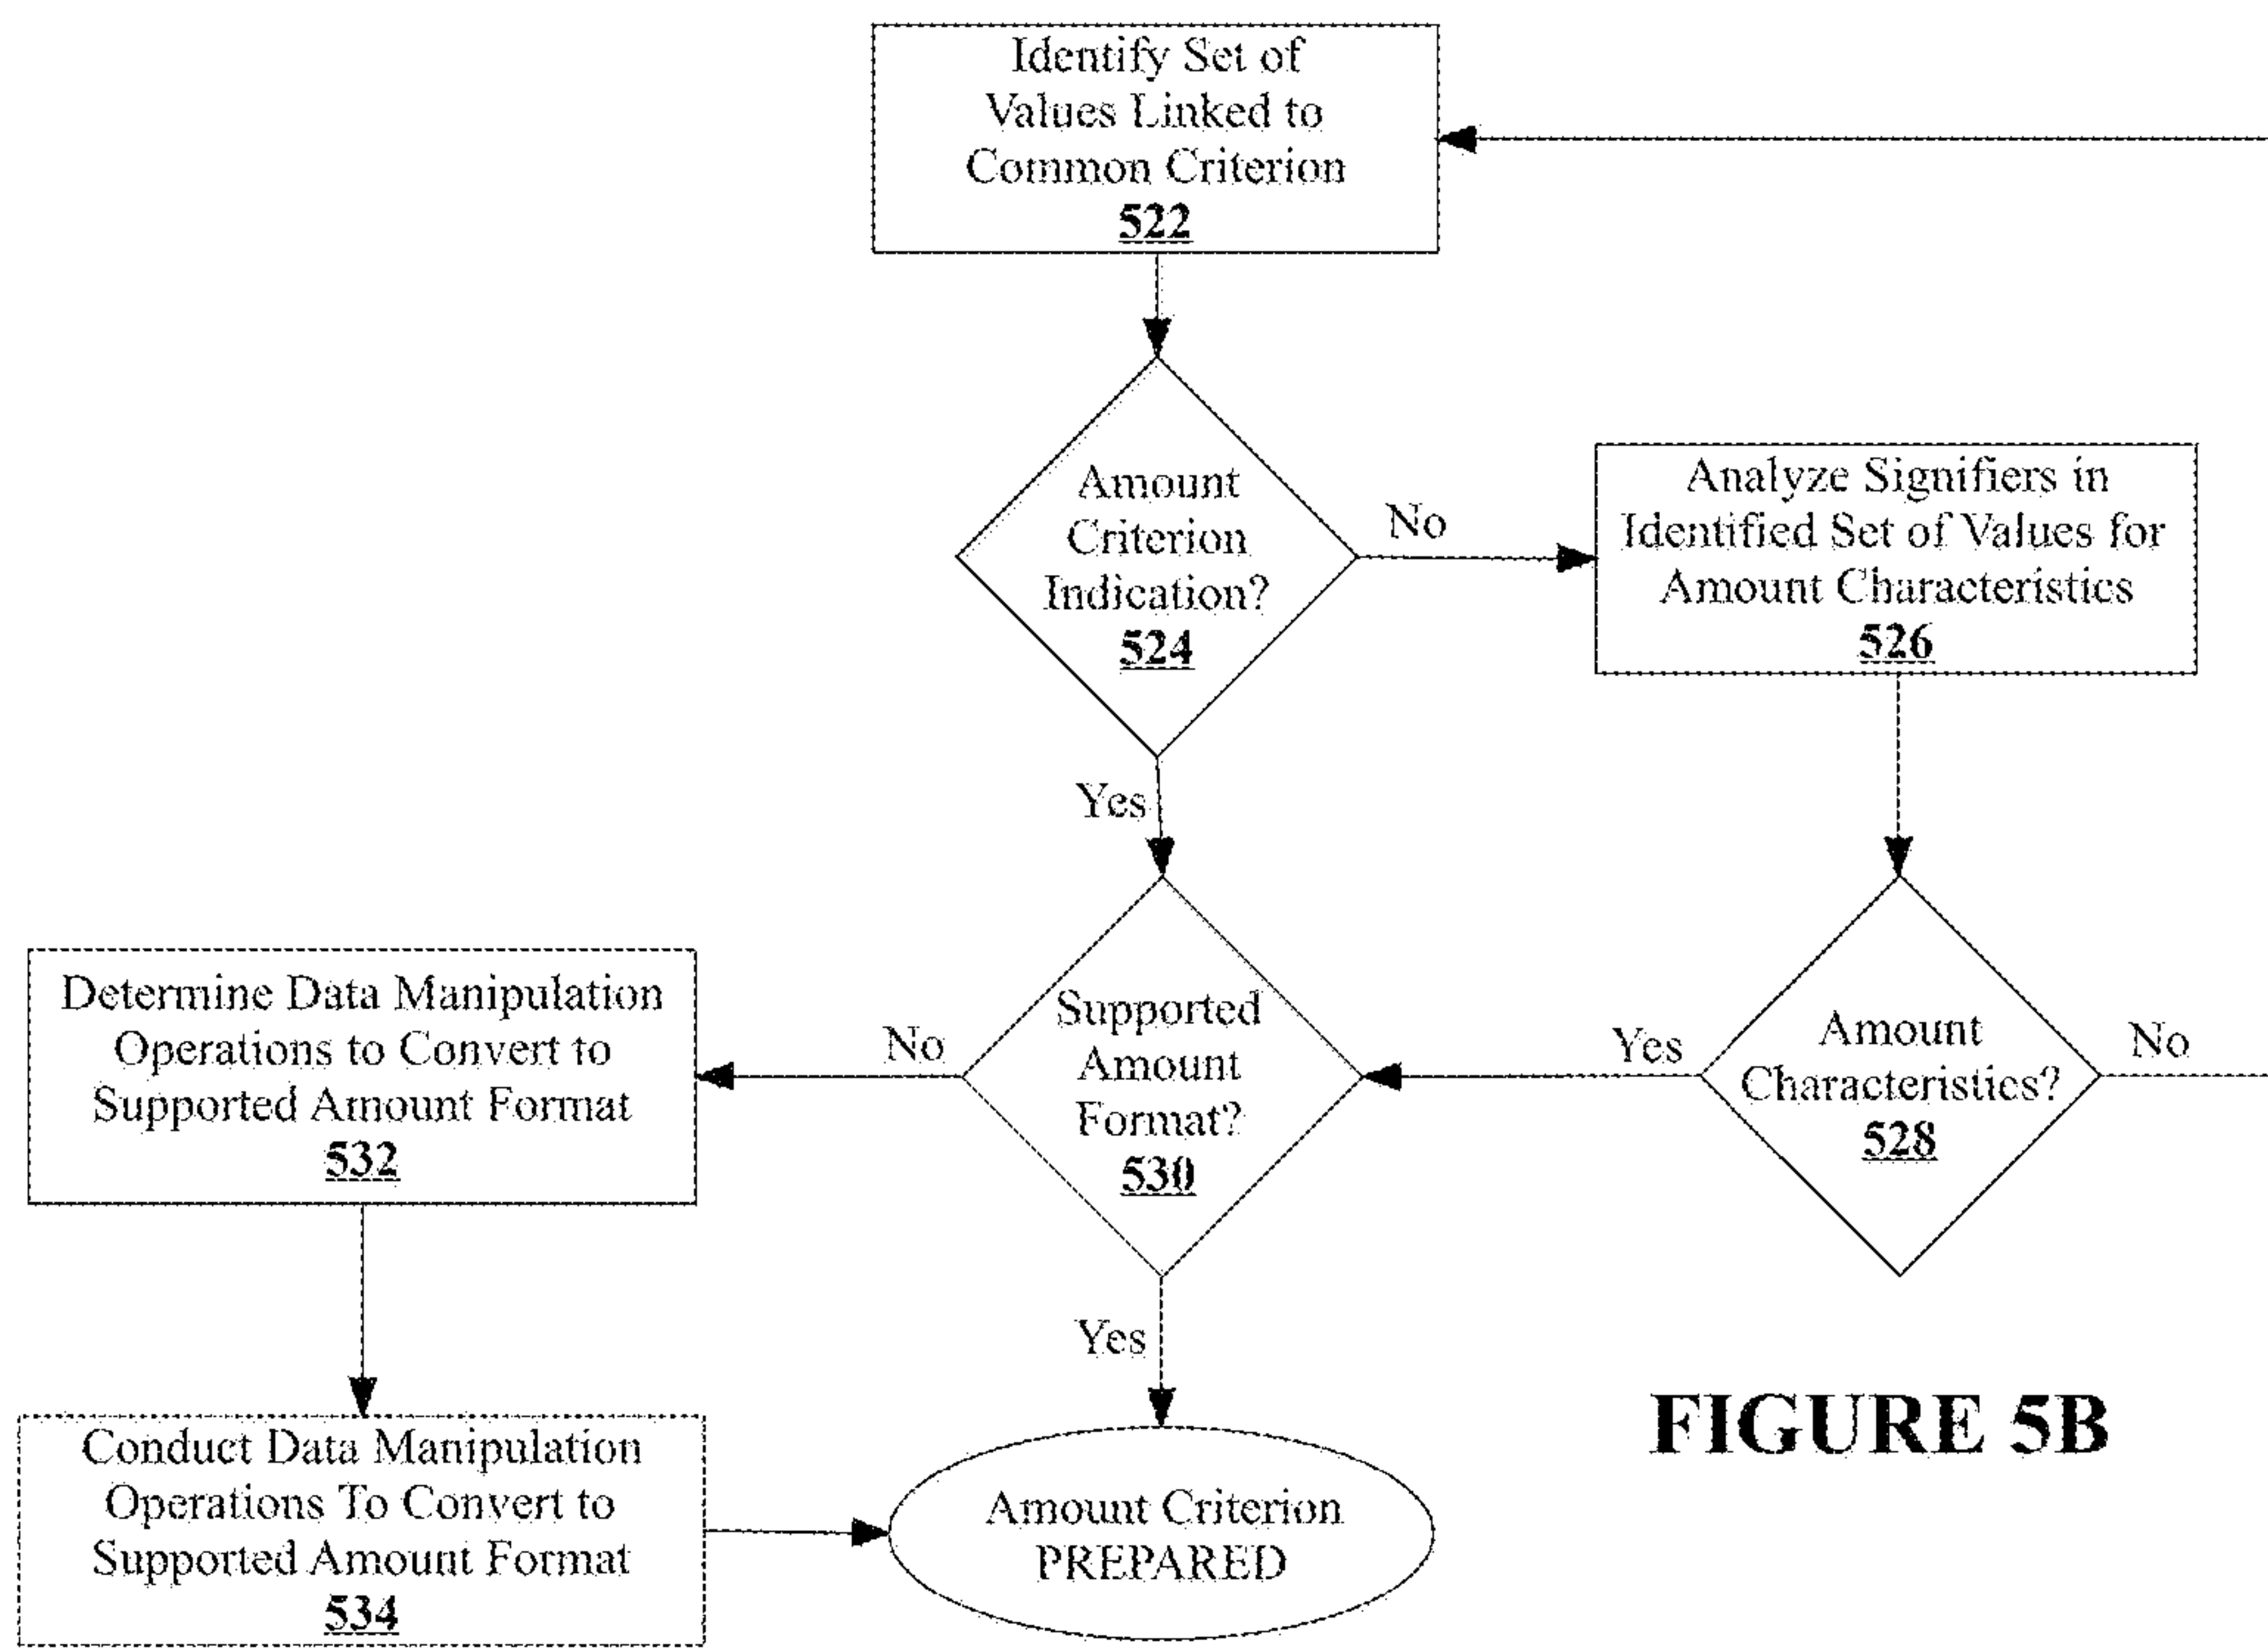 Identify Set of
Values Linked to
Common Criterion
522
Amount
Criterion
Indication?
524
No
Analyze Signifiers in
Identified Set of Values for
Amount Characteristics
526
Yes
Determine Data Manipulation
Operations to Convert to
Supported Amount Format
532
No
Supported
Amount
Format?
530
Yes
Amount
Characteristics?
528
No
Yes
Conduct Data Manipulation
Operations To Convert to
Supported Amount Format
534
Amount Criterion
PREPARED
FIGURE 5B